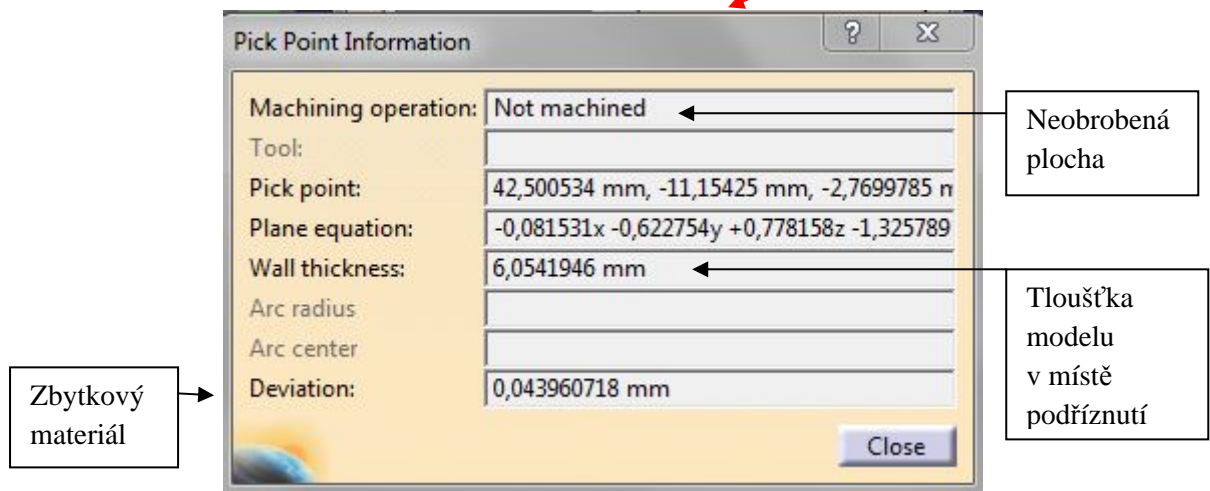 Pick Point Information
Machining operation: Not machined
Tool:
Pick point: 42,500534 mm, -11,15425 mm, -2,7699785 m
Plane equation: -0,081531x -0,622754y +0,778158z -1,325789
Wall thickness: 6,0541946 mm
Arc radius
Arc center
Deviation: 0,043960718 mm
Close
Neobrobená
plocha
Tloušťka
modelu
v místě
podříznutí
Zbytkový
materiál